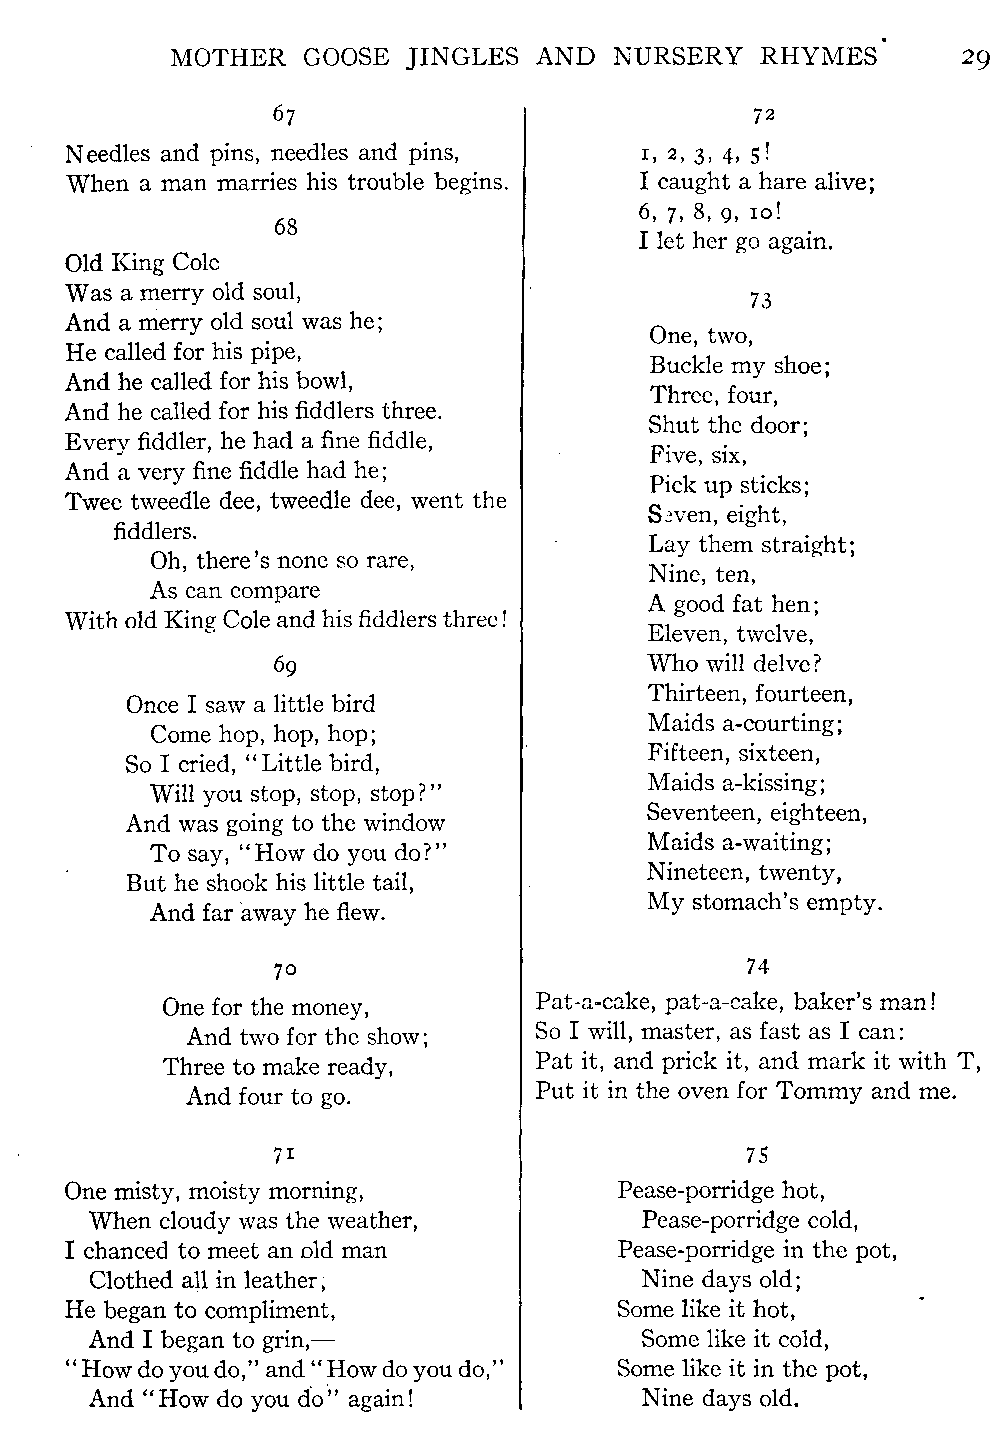 MOTHER GOOSE JINGLES AND NURSERY RHYMES 29
67
Needles and pins, needles and pins,
When a man marries his trouble begins.
68
Old King Cole
Was a merry old soul,
And a merry old soul was he;
He called for his pipe,
And he called for his bowl,
And he called for his fiddlers three.
Every fiddler, he had a fine fiddle,
And a very fine fiddle had he;
Twee tweedle dee, tweedle dee, went the
fiddlers.
Oh, there's none so rare,
As can compare
With old King Cole and his fiddlers three!
69
Once I saw a little bird
Come hop, hop, hop;
So I cried, "Little bird,
Will you stop, stop, stop?"
And was going to the window
To say, "How do you do?"
But he shook his little tail,
And far away he flew.
70
One for the money,
And two for the show;
Three to make ready,
And four to go.
71
One misty, moisty morning,
When cloudy was the weather,
I chanced to meet an old man
Clothed all in leather;
He began to compliment,
And I began to grin,—
"How do you do," and "How do you do,"
And "How do you do" again!
72
1, 2, 3, 4, 5!
I caught a hare alive;
6, 7, 8, 9, 10!
I let her go again.
73
One, two,
Buckle my shoe;
Three, four,
Shut the door;
Five, six,
Pick up sticks;
Seven, eight,
Lay them straight;
Nine, ten,
A good fat hen;
Eleven, twelve,
Who will delve?
Thirteen, fourteen,
Maids a-courting;
Fifteen, sixteen,
Maids a-kissing;
Seventeen, eighteen,
Maids a-waiting;
Nineteen, twenty,
My stomach's empty.
74
Pat-a-cake, pat-a-cake, baker's man!
So I will, master, as fast as I can:
Pat it, and prick it, and mark it with T,
Put it in the oven for Tommy and me.
75
Pease-porridge hot,
Pease-porridge cold,
Pease-porridge in the pot,
Nine days old;
Some like it hot,
Some like it cold,
Some like it in the pot,
Nine days old.